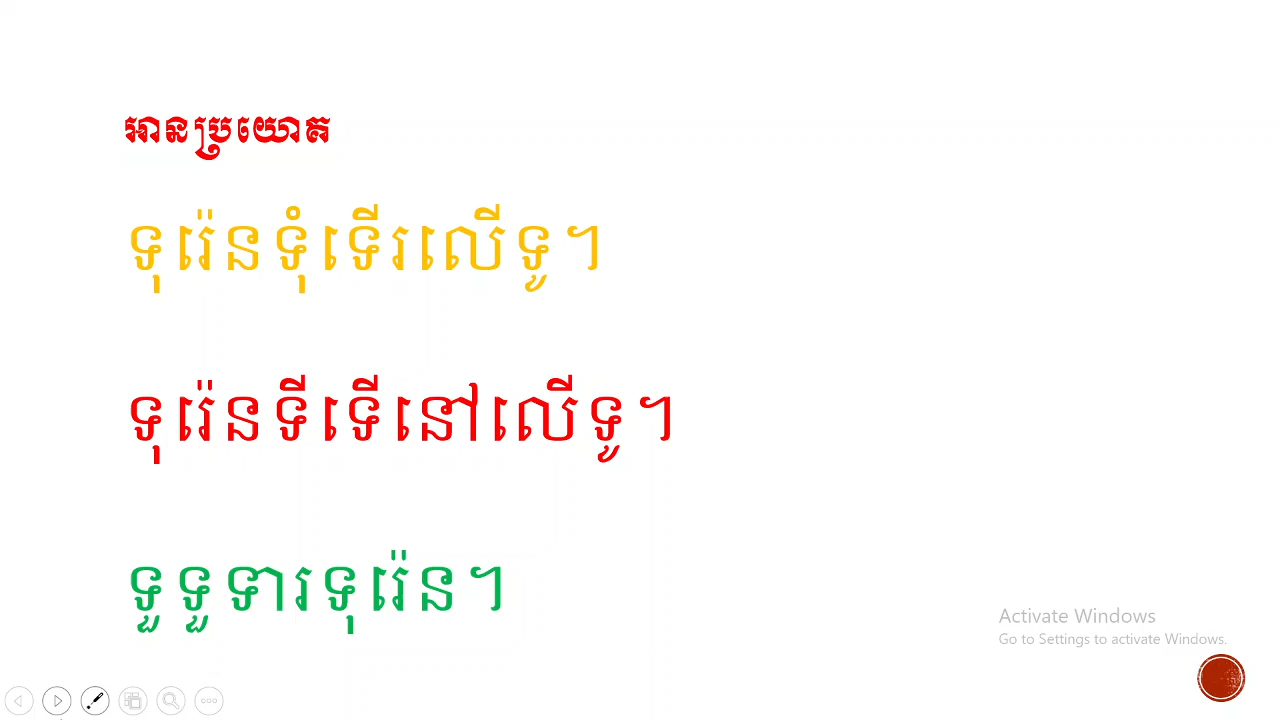 អានប្រយោគ
ទុរ៉េនទុំទើរលើទូ។
ទុរ៉េនទីទើនៅលើទូ។
ទួទួទារទុរ៉េន។
Activate Windows
Go to Settings to activate Windows.